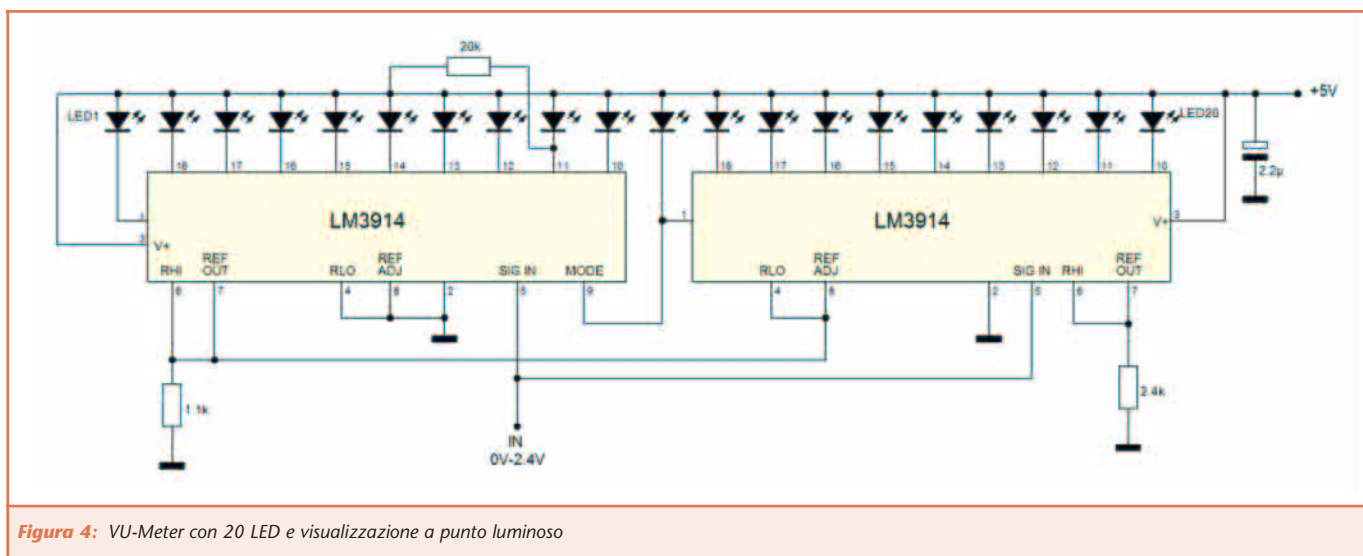 20k
+5V
LED1
LED20
18 17 16 15 14 13 12 11 10
18 17 16 15 14 13 12 11 10
2.2µ
1
LM3914
1
LM3914
3
V+
V+
3
RHI
REF
OUT
RLO
REF
ADJ
SIG IN
MODE
RLO
REF
ADJ
SIG IN
RHI
REF
OUT
6
7
4
8
2
5
9
4
8
2
5
6
7
1.1k
2.4k
IN
0V-2.4V
Figura 4: VU-Meter con 20 LED e visualizzazione a punto luminoso